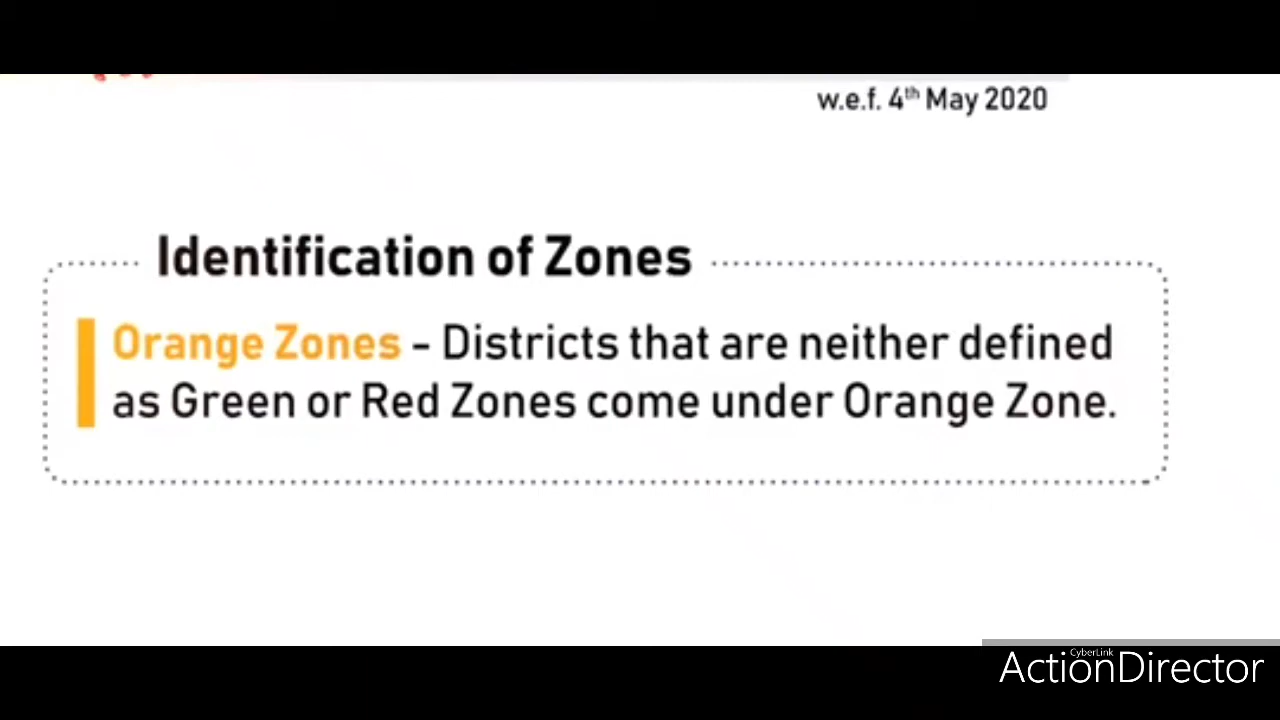 w.e.f. 4th May 2020
Identification of Zones
Orange Zones - Districts that are neither defined
as Green or Red Zones come under Orange Zone.
CyberLink
ActionDirector